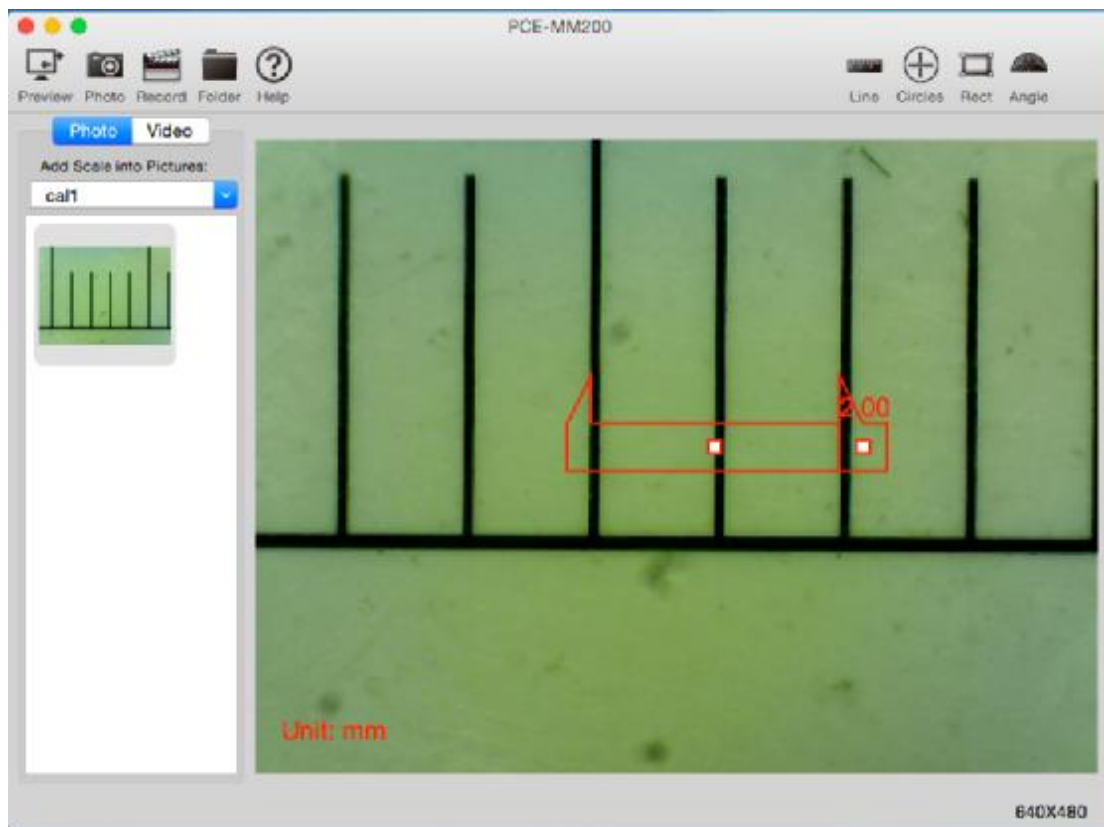 PCE-MM200
Preview Photo Record Folder Help
Line Circles Rect Angle
Photo Video
Add Scale into Pictures:
cal1
2.00
Unit: mm
640X480